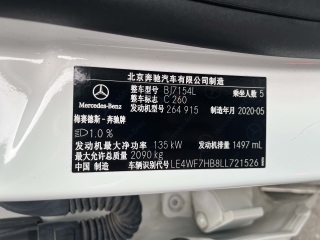 北京奔驰汽车有限公司制造
整车型号 BJ7154L 乘坐人数 5
整车型号 C 260
发动机型号 264 915 制造年月 2020-05
Mercedes-Benz
梅赛德斯-奔驰牌
1.0 %
发动机最大净功率 135 kW 发动机排量 1497 mL
最大允许总质量 2090 kg
中国 制造 车辆识别代号 LE4WF7HB8LL721526